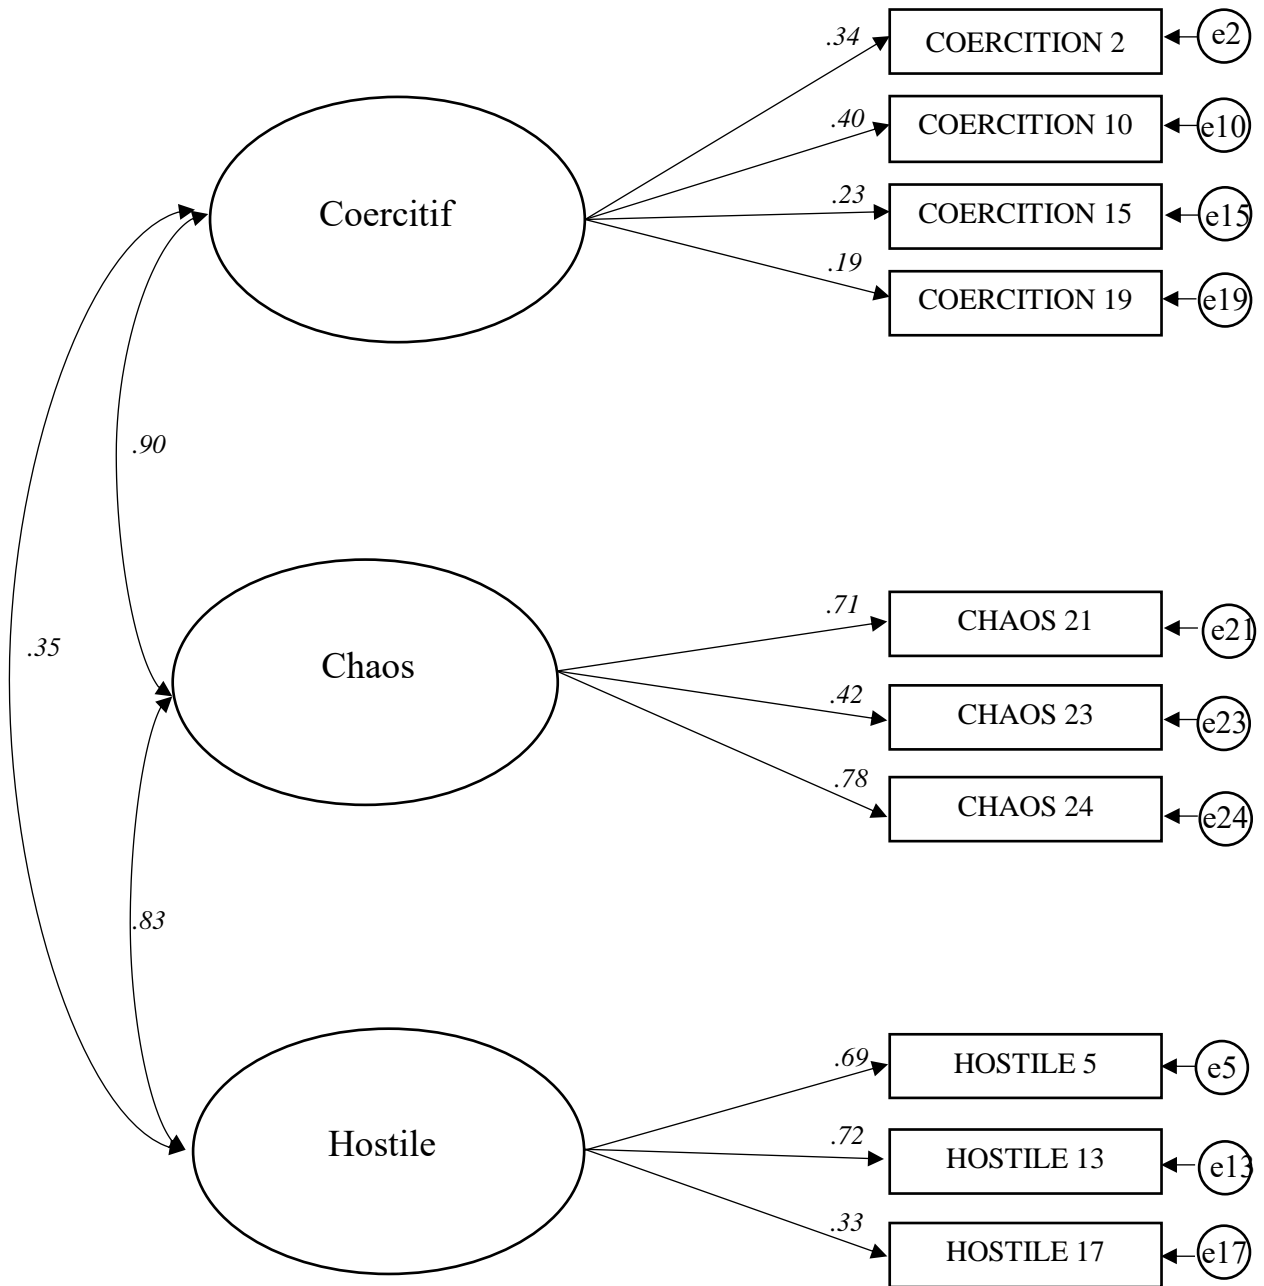 .34
COERCITION 2
e2
.40
COERCITION 10
e10
Coercitif
.23
COERCITION 15
e15
.19
COERCITION 19
e19
.90
.35
Chaos
.71
CHAOS 21
e21
.42
CHAOS 23
e23
.78
CHAOS 24
e24
.83
Hostile
.69
HOSTILE 5
e5
.72
HOSTILE 13
e13
.33
HOSTILE 17
e17